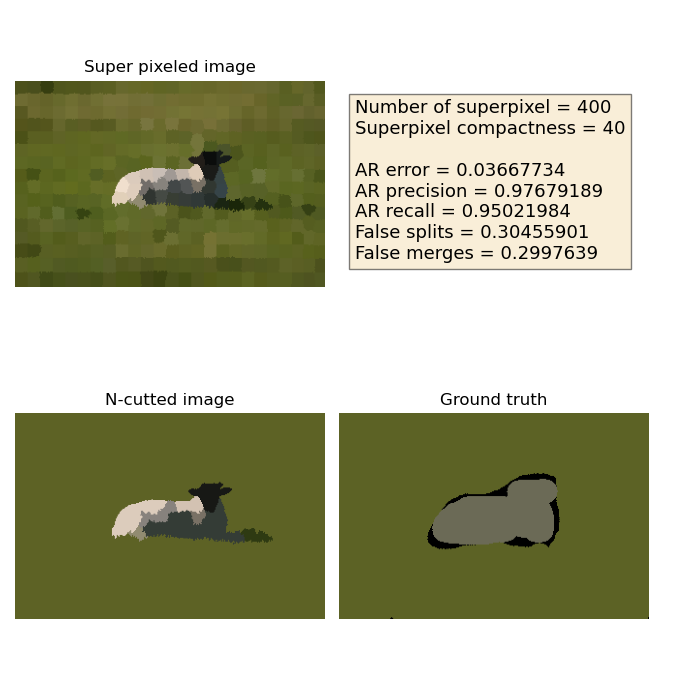 Super pixeled image
Number of superpixel = 400
Superpixel compactness = 40
AR error = 0.03667734
AR precision = 0.97679189
AR recall = 0.95021984
False splits = 0.30455901
False merges = 0.2997639
N-cutted image
Ground truth